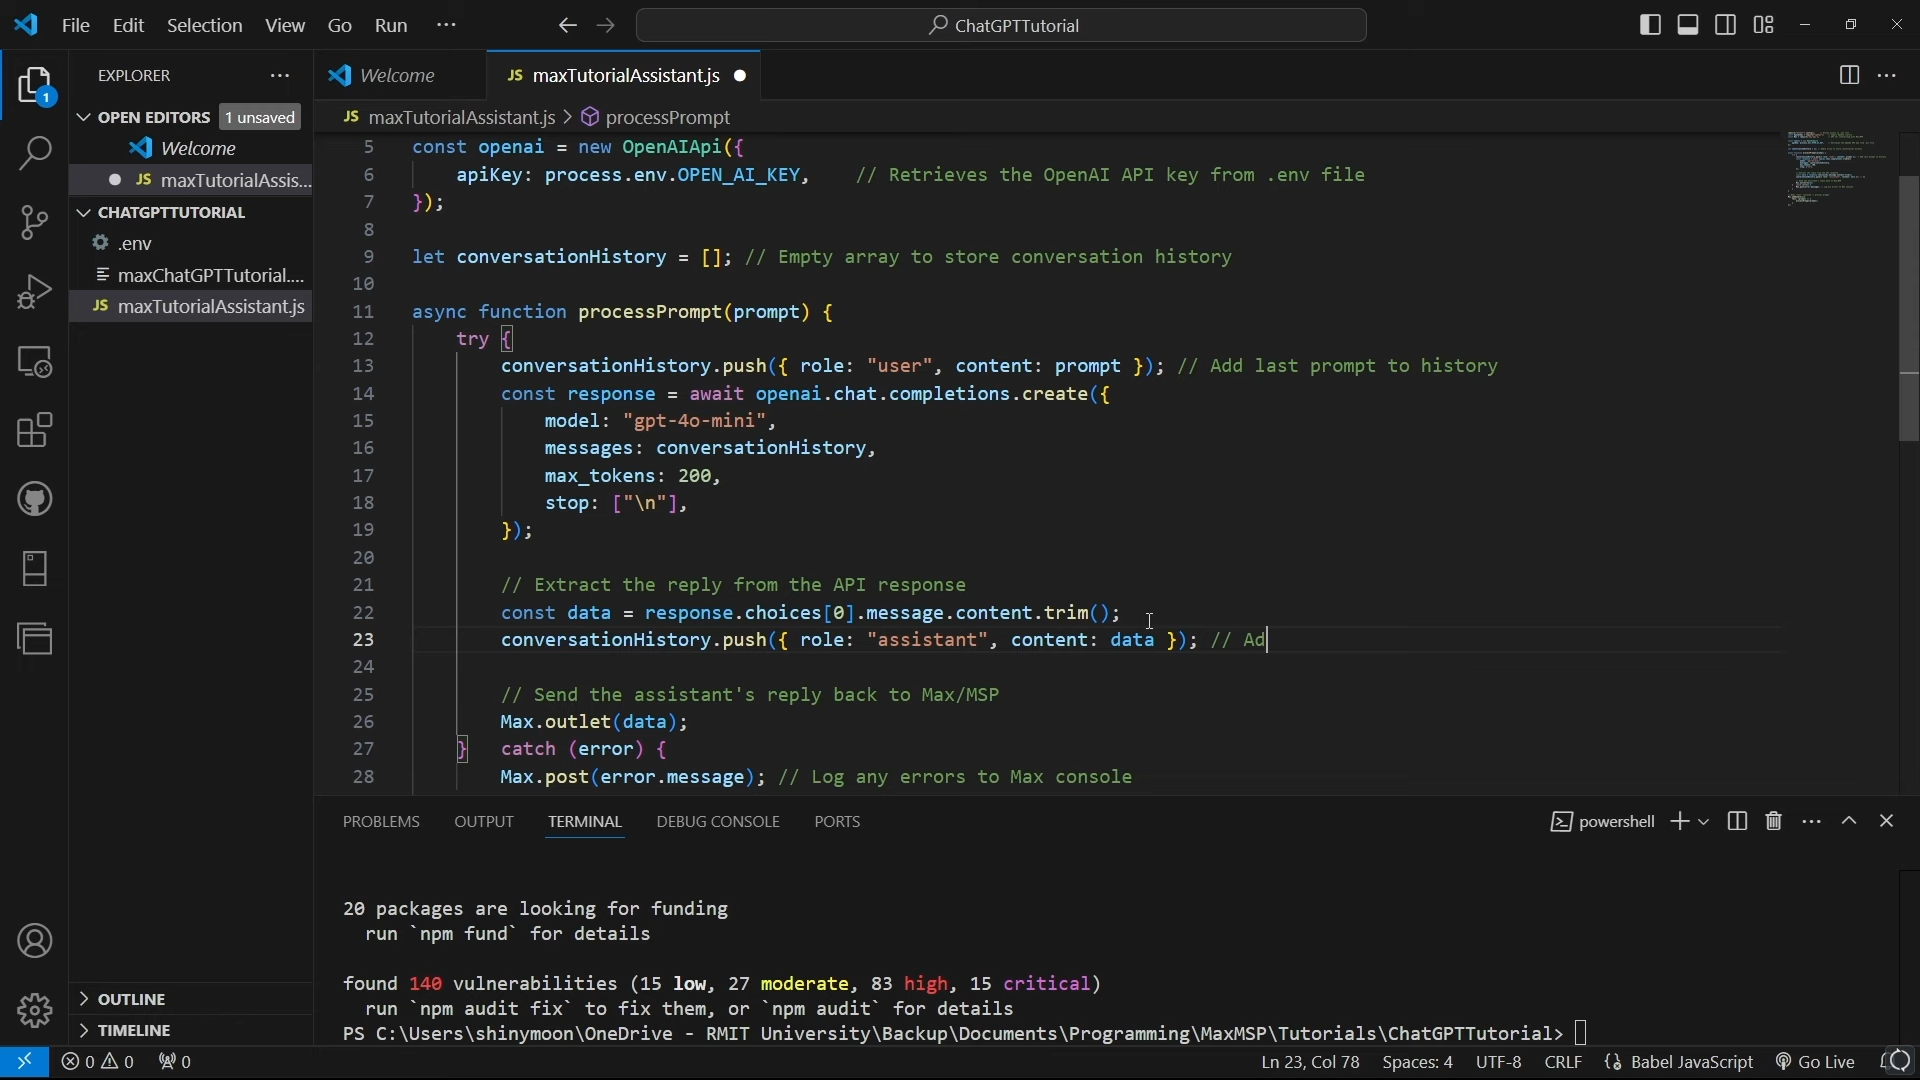 File Edit Selection View Go Run ··· ChatGPTTutorial
EXPLORER ···
1
OPEN EDITORS 1 unsaved
Welcome
JS maxTutorialAssis...
CHATGPTTUTORIAL
.env
maxChatGPTTutorial....
JS maxTutorialAssistant.js
OUTLINE
TIMELINE
Welcome JS maxTutorialAssistant.js
JS maxTutorialAssistant.js > processPrompt
5 const openai = new OpenAIApi({
6 apiKey: process.env.OPEN_AI_KEY, // Retrieves the OpenAI API key from .env file
7 });
8
9 let conversationHistory = []; // Empty array to store conversation history
10
11 async function processPrompt(prompt) {
12 try {
13 conversationHistory.push({ role: "user", content: prompt }); // Add last prompt to history
14 const response = await openai.chat.completions.create({
15 model: "gpt-4o-mini",
16 messages: conversationHistory,
17 max_tokens: 200,
18 stop: ["\n"],
19 });
20
21 // Extract the reply from the API response
22 const data = response.choices[0].message.content.trim();
23 conversationHistory.push({ role: "assistant", content: data }); // Ad
24
25 // Send the assistant's reply back to Max/MSP
26 Max.outlet(data);
27 } catch (error) {
28 Max.post(error.message); // Log any errors to Max console
PROBLEMS OUTPUT TERMINAL DEBUG CONSOLE PORTS powershell
20 packages are looking for funding
run `npm fund` for details
found 140 vulnerabilities (15 low, 27 moderate, 83 high, 15 critical)
run `npm audit fix` to fix them, or `npm audit` for details
PS C:\Users\shinymoon\OneDrive - RMIT University\Backup\Documents\Programming\MaxMSP\Tutorials\ChatGPTTutorial>
0 0 0 Ln 23, Col 78 Spaces: 4 UTF-8 CRLF {} Babel JavaScript Go Live